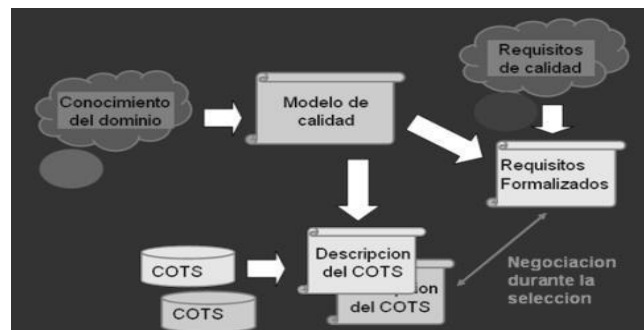 Requisitos
de calidad
Conocimiento
del dominio
Modelo de
calidad
Requisitos
Formalizados
COTS
COTS
Descripcion
del COTS
del COTS
Negociacion
durante la
seleccion